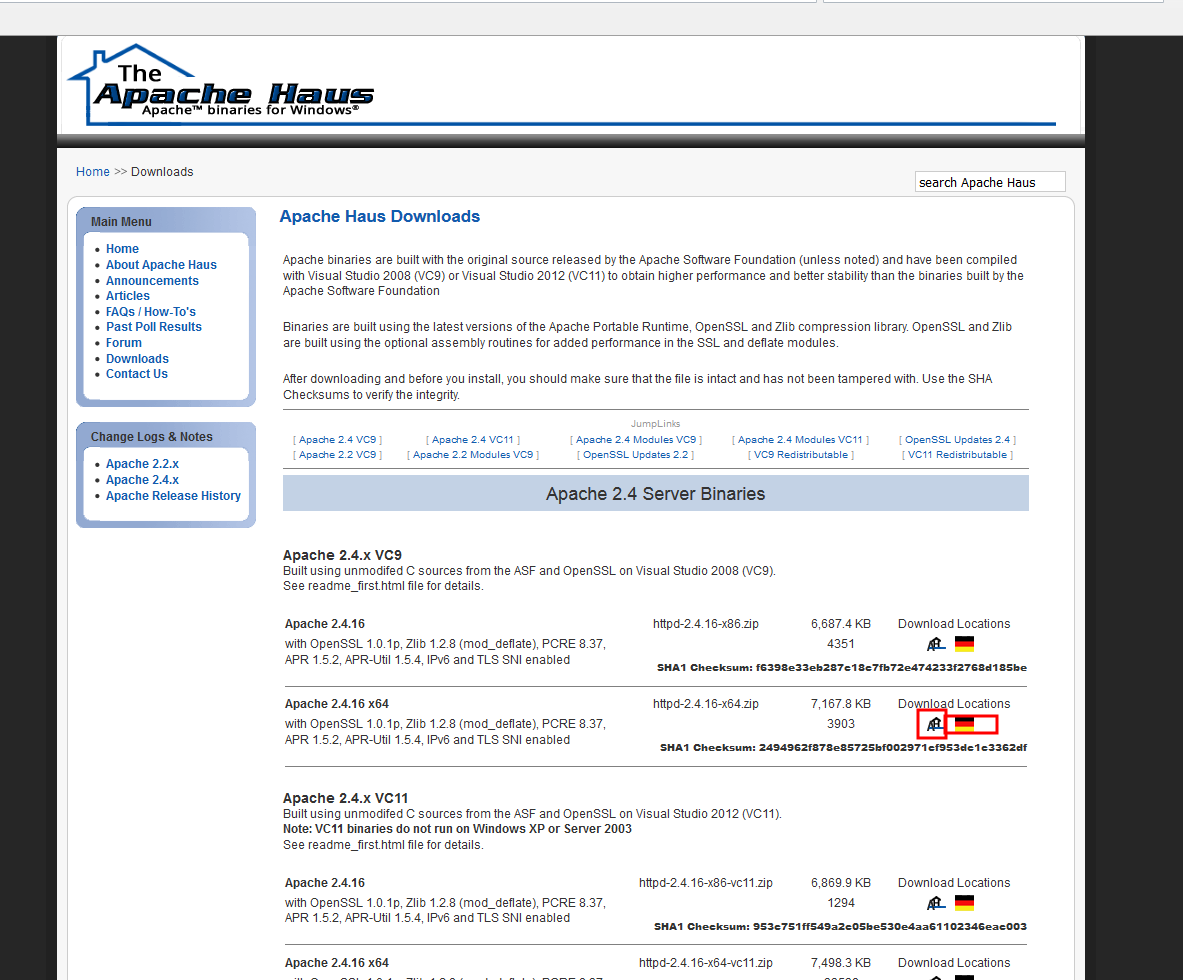 The
Apache Haus
Apache™ binaries for Windows®
Home >> Downloads
search Apache Haus
Main Menu
Home
About Apache Haus
Announcements
Articles
FAQs / How-To's
Past Poll Results
Forum
Downloads
Contact Us
Change Logs & Notes
Apache 2.2.x
Apache 2.4.x
Apache Release History
Apache Haus Downloads
Apache binaries are built with the original source released by the Apache Software Foundation (unless noted) and have been compiled
with Visual Studio 2008 (VC9) or Visual Studio 2012 (VC11) to obtain higher performance and better stability than the binaries built by the
Apache Software Foundation
Binaries are built using the latest versions of the Apache Portable Runtime, OpenSSL and Zlib compression library. OpenSSL and Zlib
are built using the optional assembly routines for added performance in the SSL and deflate modules.
After downloading and before you install, you should make sure that the file is intact and has not been tampered with. Use the SHA
Checksums to verify the integrity.
JumpLinks
[ Apache 2.4 VC9 ] [ Apache 2.4 VC11 ] [ Apache 2.4 Modules VC9 ] [ Apache 2.4 Modules VC11 ] [ OpenSSL Updates 2.4 ]
[ Apache 2.2 VC9 ] [ Apache 2.2 Modules VC9 ] [ OpenSSL Updates 2.2 ] [ VC9 Redistributable ] [ VC11 Redistributable ]
Apache 2.4 Server Binaries
Apache 2.4.x VC9
Built using unmodifed C sources from the ASF and OpenSSL on Visual Studio 2008 (VC9).
See readme_first.html file for details.
Apache 2.4.16 httpd-2.4.16-x86.zip 6,687.4 KB Download Locations
with OpenSSL 1.0.1p, Zlib 1.2.8 (mod_deflate), PCRE 8.37, 4351
APR 1.5.2, APR-Util 1.5.4, IPv6 and TLS SNI enabled
SHA1 Checksum: f6398e33eb287c18c7fb72e474233f2768d185be
Apache 2.4.16 x64 httpd-2.4.16-x64.zip 7,167.8 KB Download Locations
with OpenSSL 1.0.1p, Zlib 1.2.8 (mod_deflate), PCRE 8.37, 3903
APR 1.5.2, APR-Util 1.5.4, IPv6 and TLS SNI enabled
SHA1 Checksum: 2494962f878e85725bf002971cf953dc1c3362df
Apache 2.4.x VC11
Built using unmodifed C sources from the ASF and OpenSSL on Visual Studio 2012 (VC11).
Note: VC11 binaries do not run on Windows XP or Server 2003
See readme_first.html file for details.
Apache 2.4.16 httpd-2.4.16-x86-vc11.zip 6,869.9 KB Download Locations
with OpenSSL 1.0.1p, Zlib 1.2.8 (mod_deflate), PCRE 8.37, 1294
APR 1.5.2, APR-Util 1.5.4, IPv6 and TLS SNI enabled
SHA1 Checksum: 953c751ff549a2c05be530e4aa61102346eac003
Apache 2.4.16 x64 httpd-2.4.16-x64-vc11.zip 7,498.3 KB Download Locations